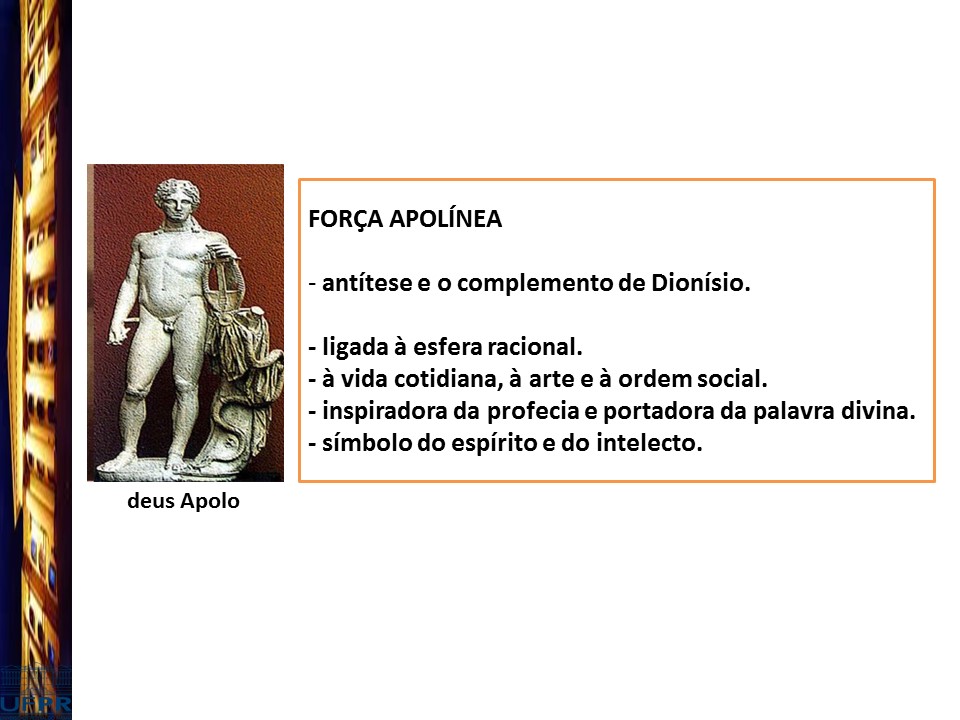 FORÇA APOLÍNEA
- antítese e o complemento de Dionísio.
- ligada à esfera racional.
- à vida cotidiana, à arte e à ordem social.
- inspiradora da profecia e portadora da palavra divina.
- símbolo do espírito e do intelecto.
deus Apolo
UFPR